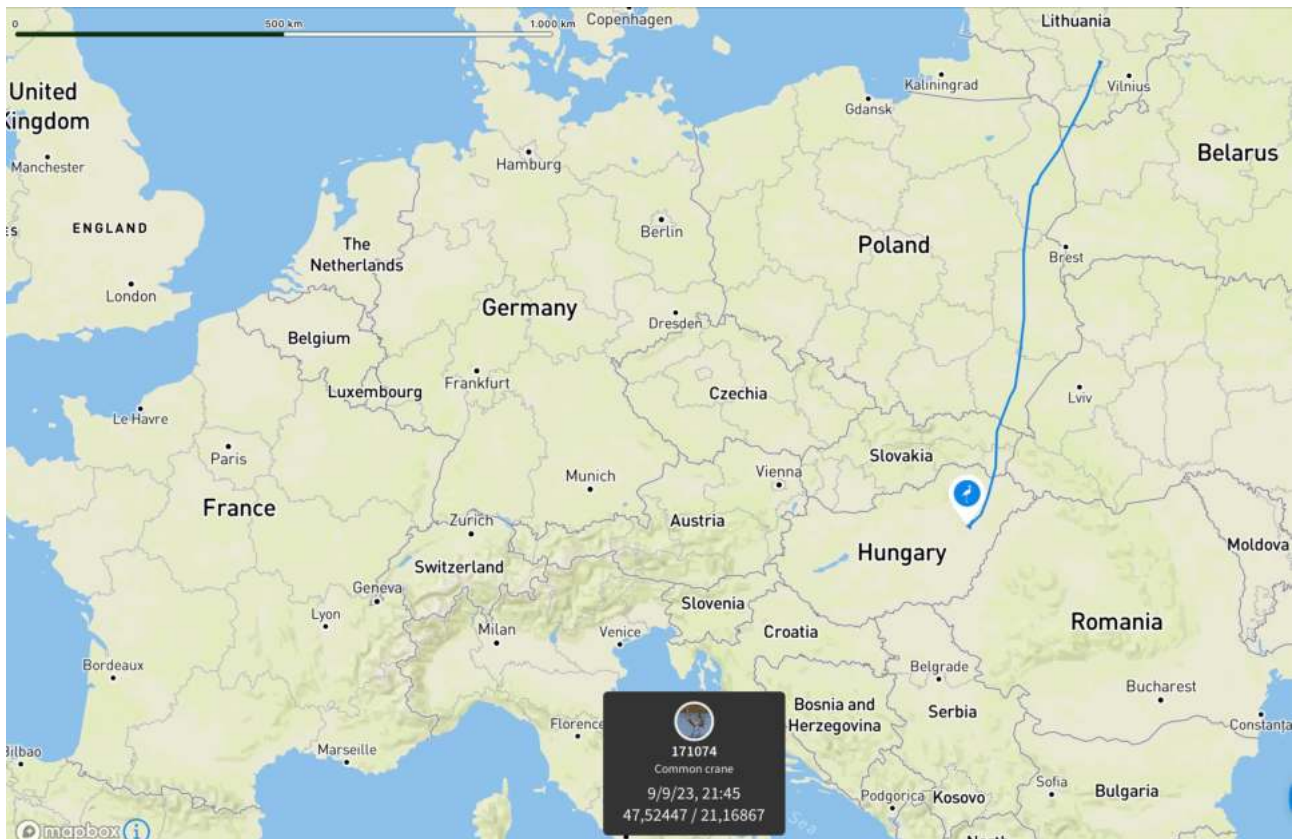 0
500 km
1.000 km
Copenhagen
Lithuania
United
Kingdom
Kaliningrad
Vilnius
Gdansk
Manchester
Hamburg
Belarus
ENGLAND
Berlin
The
Netherlands
Poland
Brest
London
Germany
Dresden
Belgium
Luxembourg
Frankfurt
Czechia
Lviv
Le Havre
Paris
Slovakia
Munich
Vienna
France
Zurich
Austria
Hungary
Moldova
Switzerland
Geneva
Slovenia
Lyon
Milan
Venice
Croatia
Romania
Bordeaux
Belgrade
Bucharest
Bosnia and
Herzegovina
Serbia
Florence
Constanța
Marseille
Bilbao
171074
Common crane
9/9/23, 21:45
47,52447 / 21,16868
Sofia
Bulgaria
Podgorica
Kosovo
Sea
mapbox